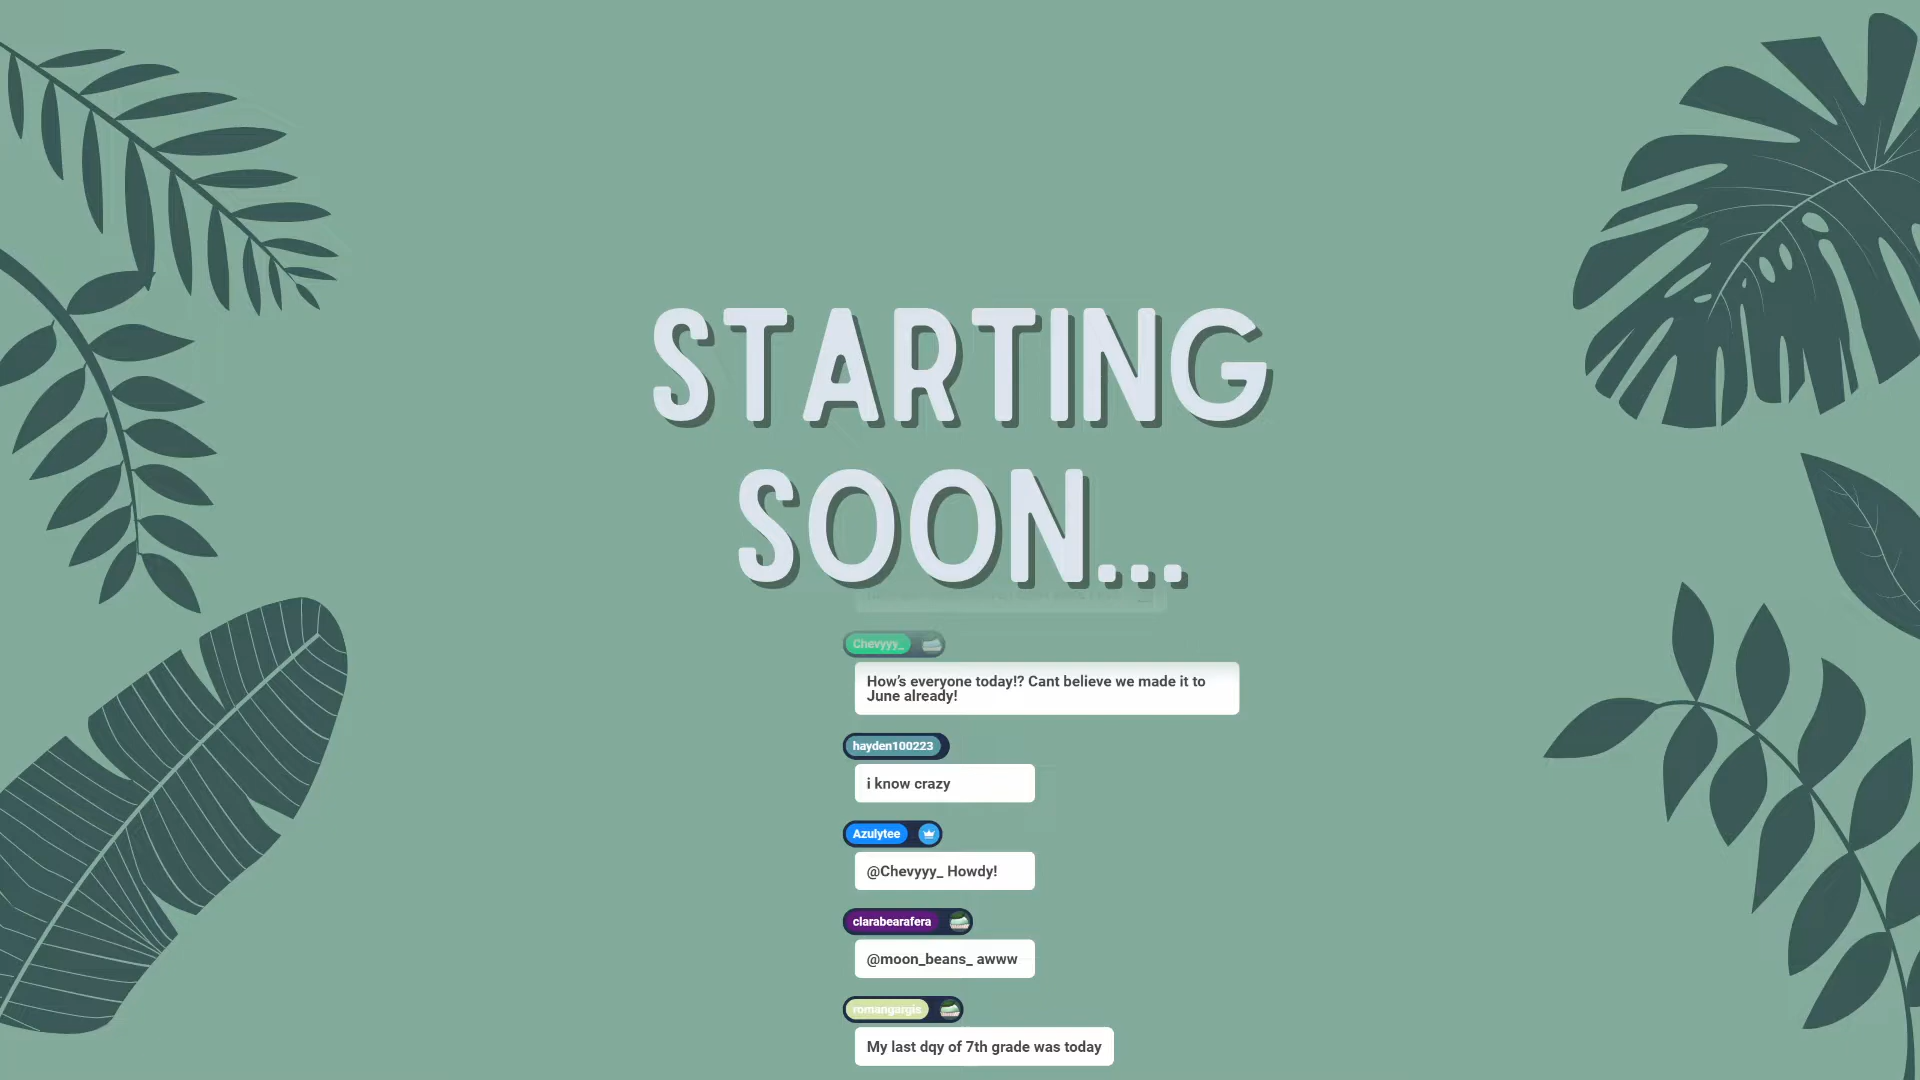 STARTING
SOON...
Chevyyy_
How's everyone today!? Cant believe we made it to
June already!
hayden100223
i know crazy
Azulytee
@Chevyyy_ Howdy!
clarabearafera
@moon_beans_ awww
romangargis
My last dqy of 7th grade was today